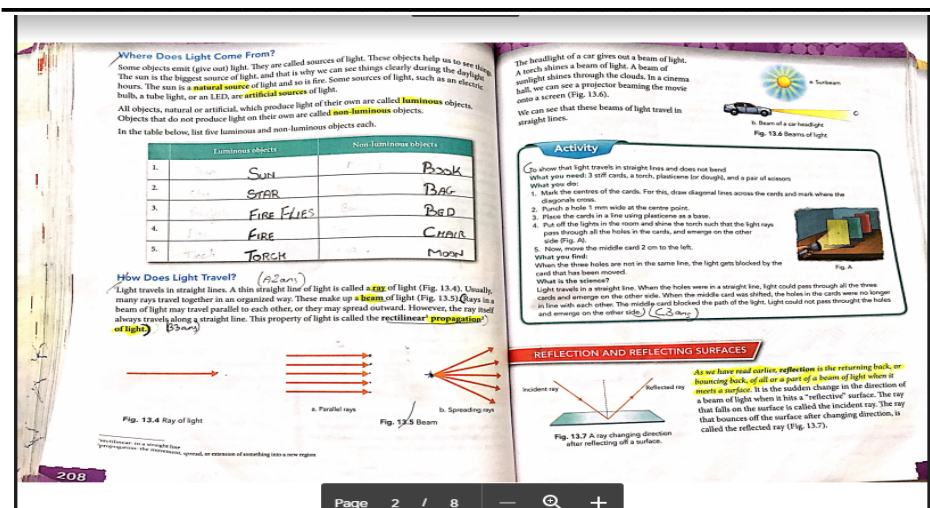 Where Does Light Come From?
Some objects emit (give out) light. They are called sources of light. These objects help us to see things.
The sun is the biggest source of light, and that is why we can see things clearly during the daylight
hours. The sun is a natural source of light and so is fire. Some sources of light, such as an electric
bulb, a tube light, or an LED, are artificial sources of light.
All objects, natural or artificial, which produce light of their own are called luminous objects.
Objects that do not produce light on their own are called non-luminous objects.
In the table below, list five luminous and non-luminous objects each.
Luminous objects Non-luminous objects
1. SUN BOOK
2. STAR BAG
3. FIRE FLIES BED
4. FIRE CHAIR
5. TORCH MOON
How Does Light Travel? (A2ans)
Light travels in straight lines. A thin straight line of light is called a ray of light (Fig. 13.4). Usually,
many rays travel together in an organized way. These make up a beam of light (Fig. 13.5). Rays in a
beam of light may travel parallel to each other, or they may spread outward. However, the ray itself
always travels along a straight line. This property of light is called the rectilinear¹ propagation²
of light. B3ans
a. Parallel rays b. Spreading rays
Fig. 13.4 Ray of light Fig. 13.5 Beam
¹rectilinear: in a straight line
²propagation: the movement, spread, or extension of something into a new region
208
The headlight of a car gives out a beam of light.
A torch shines a beam of light. A beam of
sunlight shines through the clouds. In a cinema
hall, we can see a projector beaming the movie
onto a screen (Fig. 13.6).
We can see that these beams of light travel in
straight lines.
a. Sunbeam
b. Beam of a car headlight
Fig. 13.6 Beams of light
Activity
To show that light travels in straight lines and does not bend
What you need: 3 stiff cards, a torch, plasticene (or dough), and a pair of scissors
What you do:
1. Mark the centres of the cards. For this, draw diagonal lines across the cards and mark where the
diagonals cross.
2. Punch a hole 1 mm wide at the centre point.
3. Place the cards in a line using plasticene as a base.
4. Put off the lights in the room and shine the torch such that the light rays
pass through all the holes in the cards, and emerge on the other
side (Fig. A).
5. Now, move the middle card 2 cm to the left.
What you find:
When the three holes are not in the same line, the light gets blocked by the
card that has been moved.
Fig. A
What is the science?
Light travels in a straight line. When the holes were in a straight line, light could pass through all the three
cards and emerge on the other side. When the middle card was shifted, the holes in the cards were no longer
in line with each other. The middle card blocked the path of the light. Light could not pass throught the holes
and emerge on the other side. (C3ans)
REFLECTION AND REFLECTING SURFACES
Incident ray Reflected ray
Fig. 13.7 A ray changing direction
after reflecting off a surface.
As we have read earlier, reflection is the returning back, or
bouncing back, of all or a part of a beam of light when it
meets a surface. It is the sudden change in the direction of
a beam of light when it hits a "reflective" surface. The ray
that falls on the surface is called the incident ray. The ray
that bounces off the surface after changing direction, is
called the reflected ray (Fig. 13.7).
Page 2 / 8